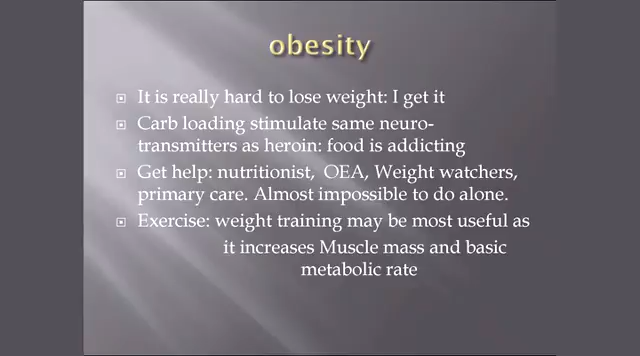 obesity
It is really hard to lose weight: I get it
Carb loading stimulate same neuro-
transmitters as heroin: food is addicting
Get help: nutritionist, OEA, Weight watchers,
primary care. Almost impossible to do alone.
Exercise: weight training may be most useful as
it increases Muscle mass and basic
metabolic rate